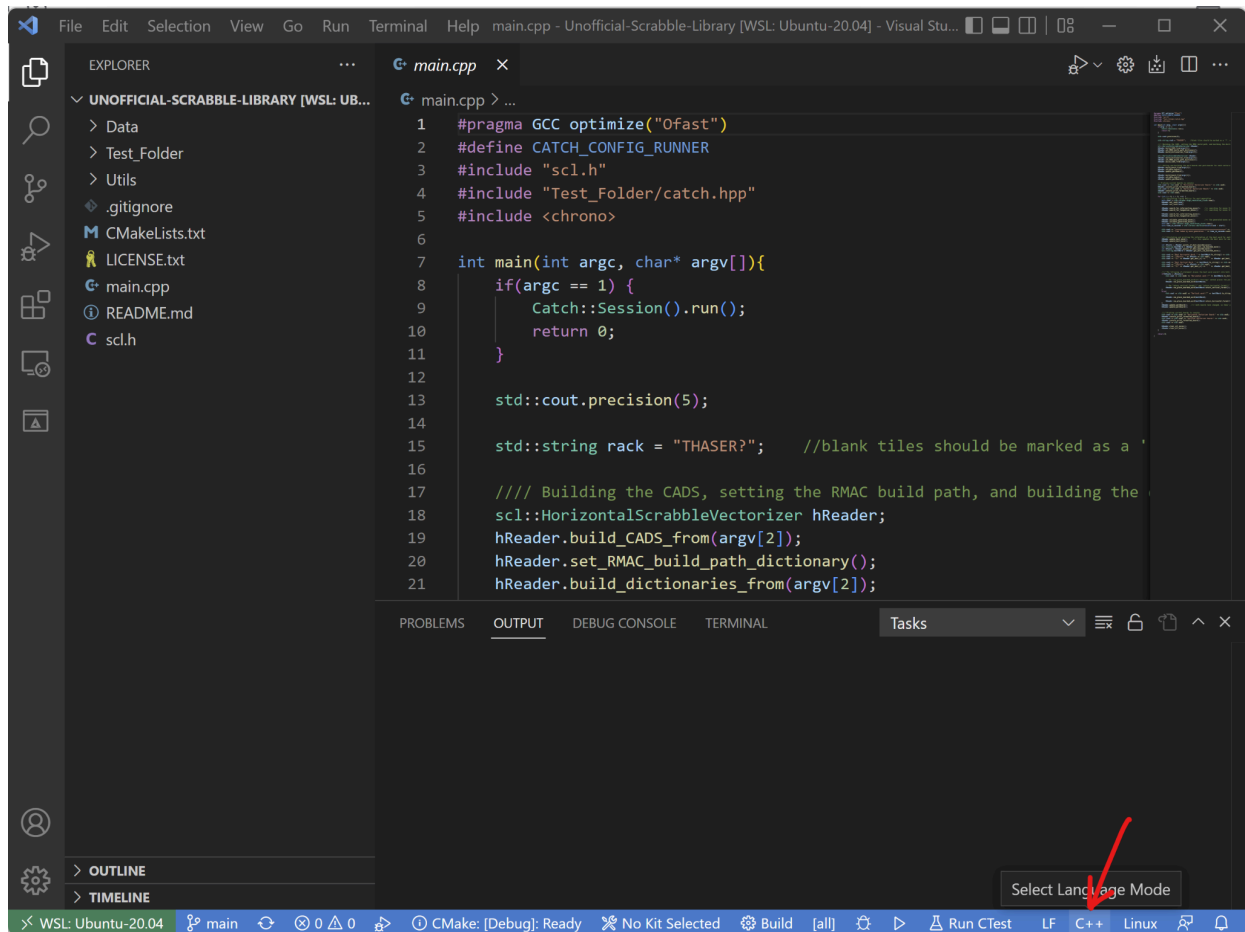 File Edit Selection View Go Run Terminal Help main.cpp - Unofficial-Scrabble-Library [WSL: Ubuntu-20.04] - Visual Stu...
EXPLORER
UNOFFICIAL-SCRABBLE-LIBRARY [WSL: UB...
Data
Test_Folder
Utils
.gitignore
CMakeLists.txt
LICENSE.txt
main.cpp
README.md
scl.h
OUTLINE
TIMELINE
main.cpp
main.cpp > ...
1 #pragma GCC optimize("Ofast")
2 #define CATCH_CONFIG_RUNNER
3 #include "scl.h"
4 #include "Test_Folder/catch.hpp"
5 #include <chrono>
6
7 int main(int argc, char* argv[]){
8 if(argc == 1) {
9 Catch::Session().run();
10 return 0;
11 }
12
13 std::cout.precision(5);
14
15 std::string rack = "THASER?"; //blank tiles should be marked as a '
16
17 //// Building the CADS, setting the RMAC build path, and building the
18 scl::HorizontalScrabbleVectorizer hReader;
19 hReader.build_CADS_from(argv[2]);
20 hReader.set_RMAC_build_path_dictionary();
21 hReader.build_dictionaries_from(argv[2]);
PROBLEMS OUTPUT DEBUG CONSOLE TERMINAL Tasks
Select Language Mode
WSL: Ubuntu-20.04 main 0 0 CMake: [Debug]: Ready No Kit Selected Build [all] Run CTest LF C++ Linux